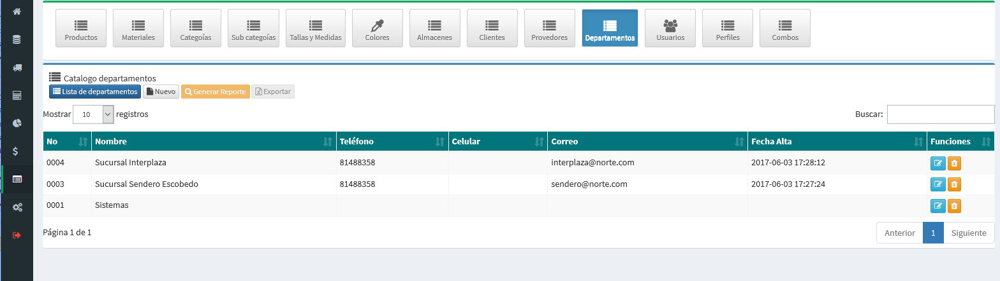 Productos Materiales Categoías Sub categoías Tallas y Medidas Colores Almacenes Clientes Provedores Departamentos Usuarios Perfiles Combos
Catalogo departamentos
Lista de departamentos Nuevo Generar Reporte Exportar
Mostrar 10 registros Buscar:
No Nombre Teléfono Celular Correo Fecha Alta Funciones
0004 Sucursal Interplaza 81488358 interplaza@norte.com 2017-06-03 17:28:12
0003 Sucursal Sendero Escobedo 81488358 sendero@norte.com 2017-06-03 17:27:24
0001 Sistemas
Página 1 de 1 Anterior 1 Siguiente